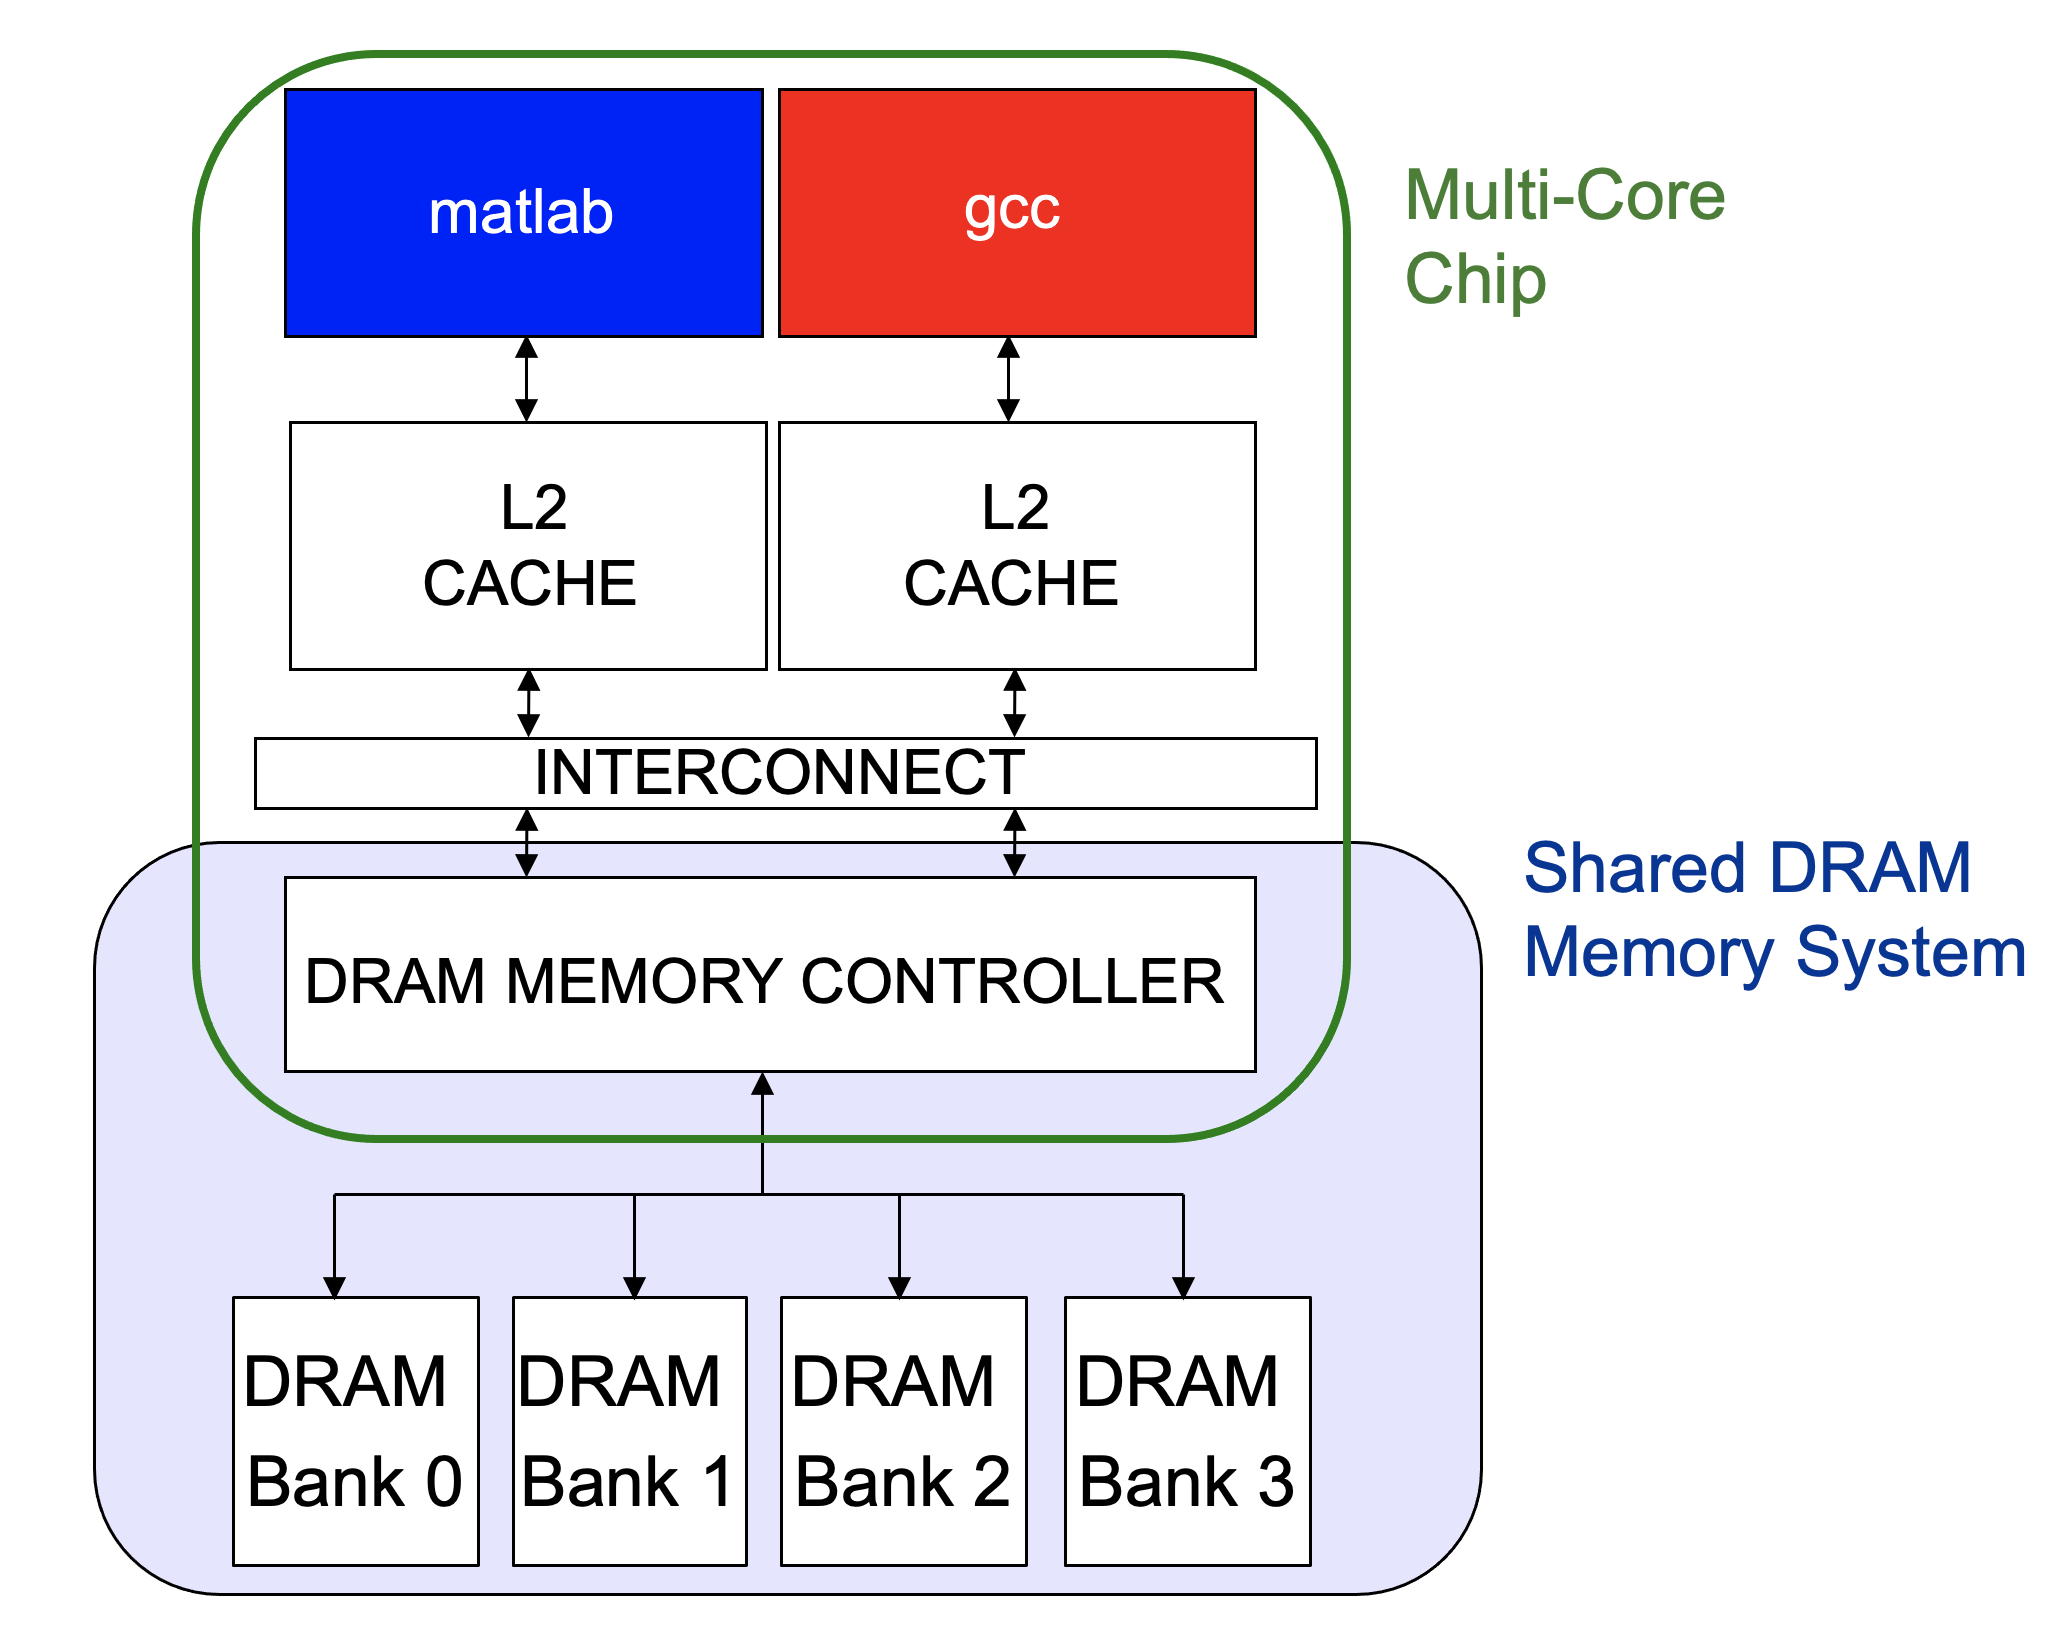 matlab
gcc
Multi-Core
Chip
L2
CACHE
L2
CACHE
INTERCONNECT
Shared DRAM
Memory System
DRAM MEMORY CONTROLLER
DRAM
Bank 0
DRAM
Bank 1
DRAM
Bank 2
DRAM
Bank 3